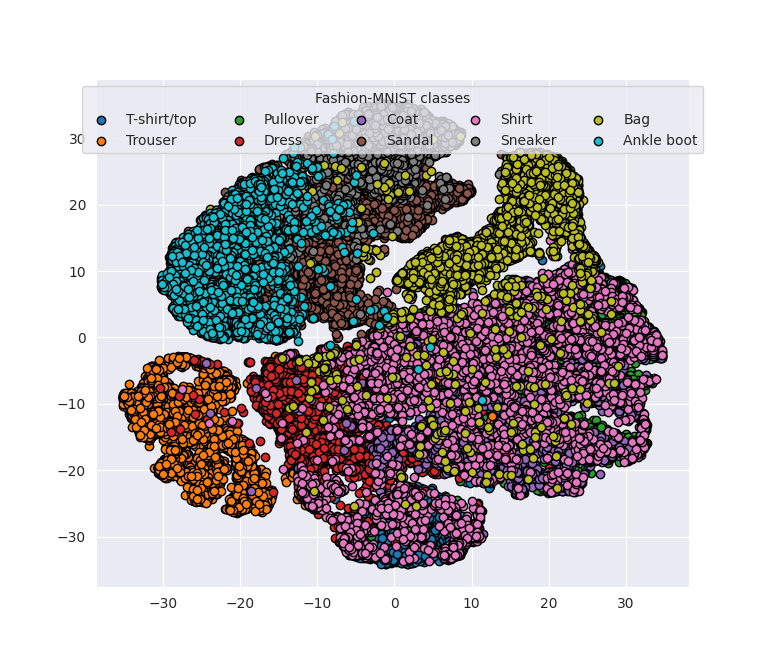 Fashion-MNIST classes
T-shirt/top Pullover Coat Shirt Bag
Trouser Dress Sandal Sneaker Ankle boot
30
20
10
0
−10
−20
−30
−30 −20 −10 0 10 20 30